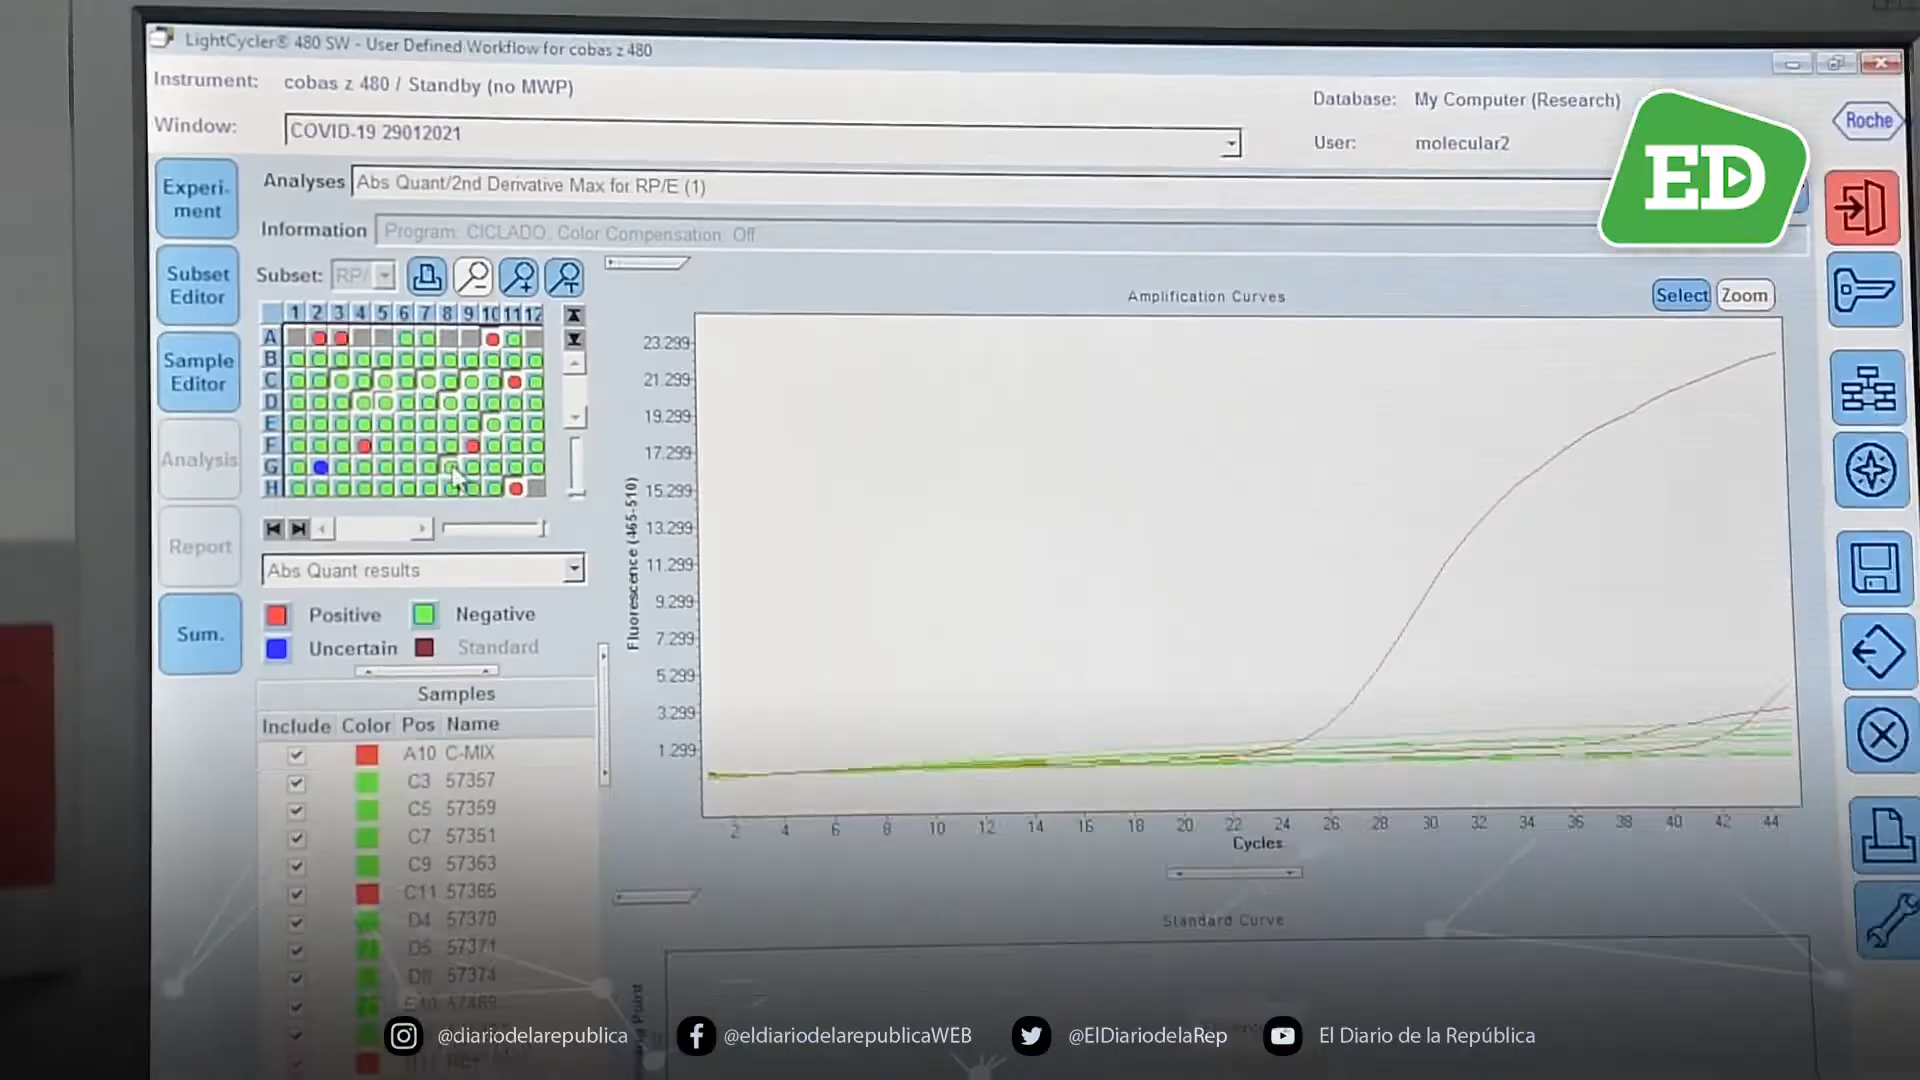 LightCycler® 480 SW - User Defined Workflow for cobas z 480
Instrument: cobas z 480 / Standby (no MWP)
Database: My Computer (Research)
Window: COVID-19 29012021
User: molecular2
Roche
ED
Experi-
ment
Analyses Abs Quant/2nd Derivative Max for RP/E (1)
Information Program: CICLADO, Color Compensation: Off
Subset: RP/
Subset
Editor
Sample
Editor
Analysis
Report
Sum.
1 2 3 4 5 6 7 8 9 10 11 12
A
B
C
D
E
F
G
H
Abs Quant results
Positive Negative
Uncertain Standard
Samples
Include Color Pos Name
A10 C-MIX
C3 57357
C5 57359
C7 57351
C9 57363
C11 57365
D4 57370
D5 57371
D8 57374
E10 57489
Amplification Curves
Select Zoom
Fluorescence (465-510)
23.299
21.299
19.299
17.299
15.299
13.299
11.299
9.299
7.299
5.299
3.299
1.299
2 4 6 8 10 12 14 16 18 20 22 24 26 28 30 32 34 36 38 40 42 44
Cycles
Standard Curve
Point
@diariodelarepublica @eldiariodelarepublicaWEB @ElDiariodelaRep El Diario de la República